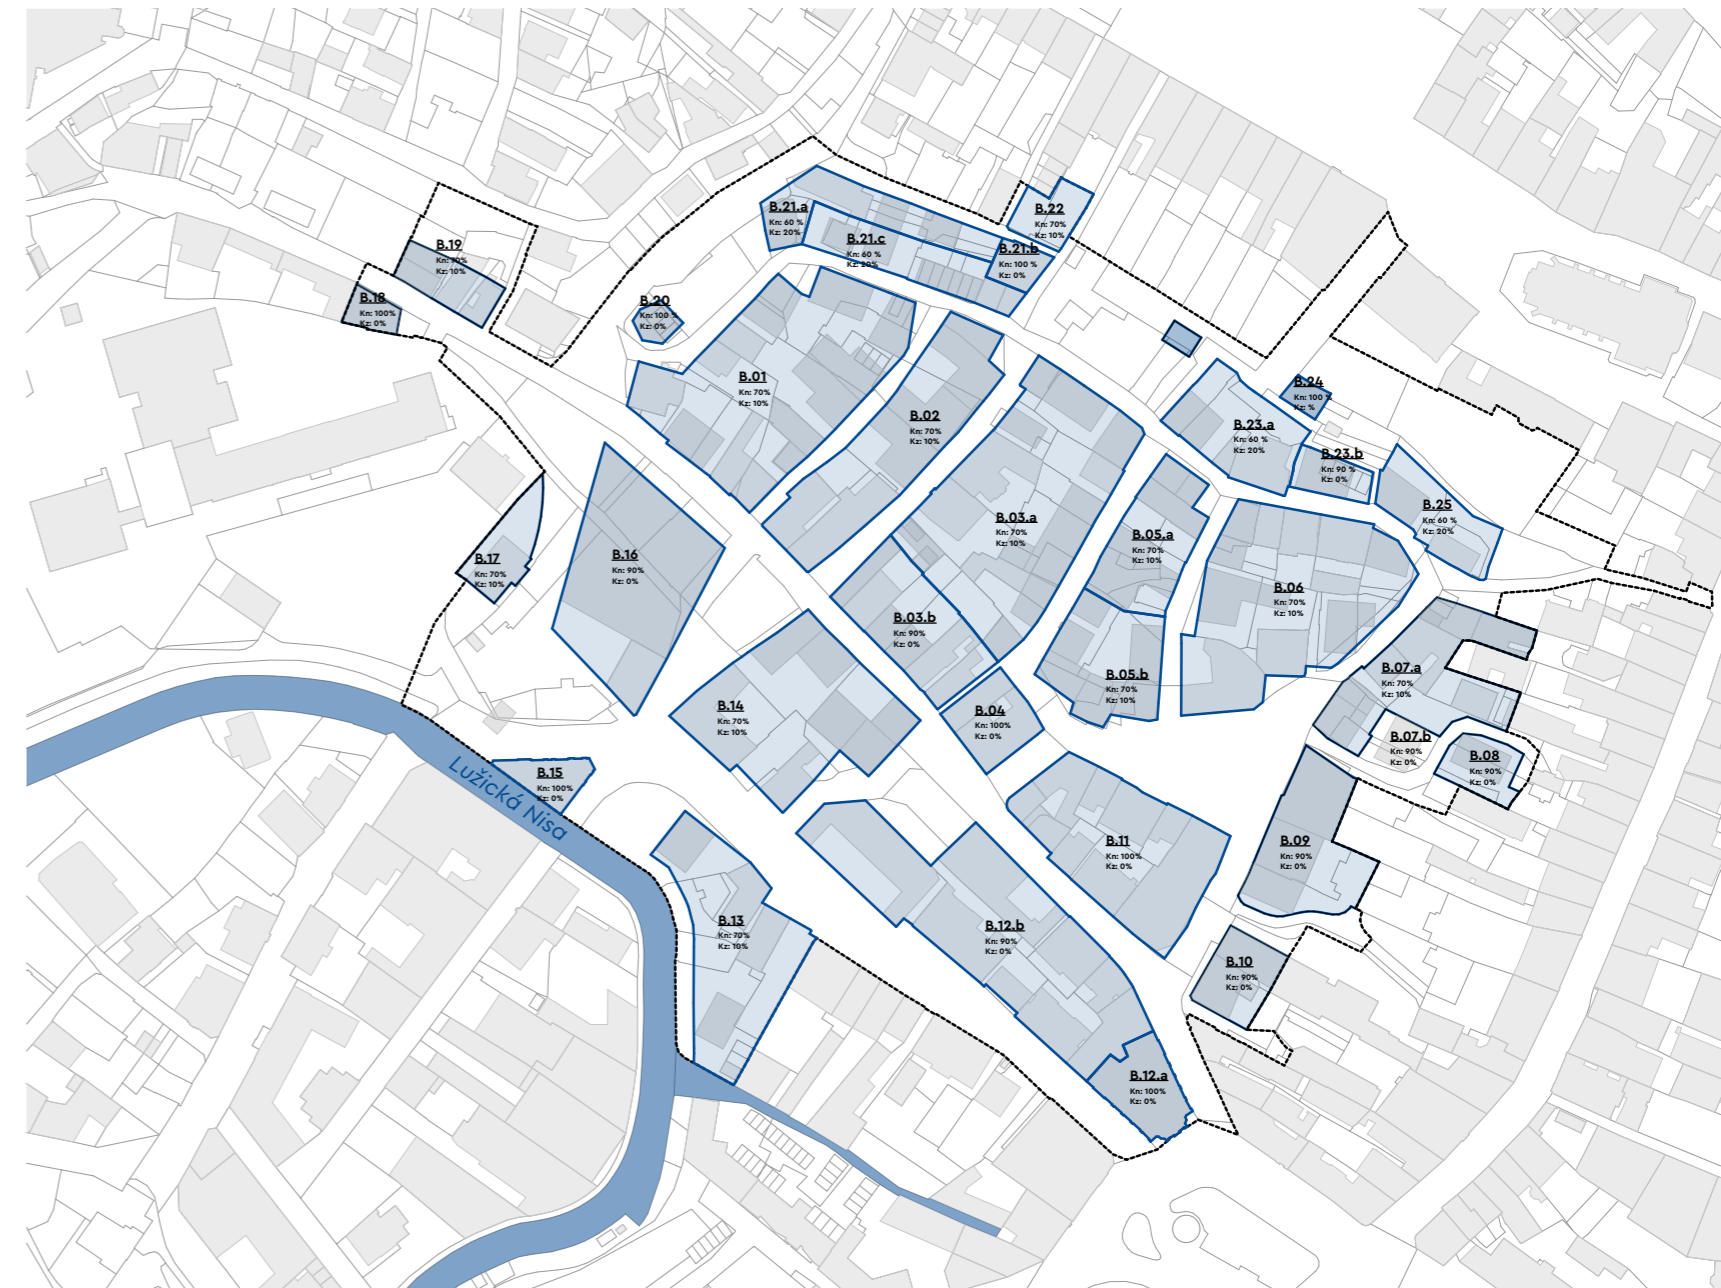 B.22
Kn: 70%
Kz: 10%
B.21.a
Kn: 60 %
Kz: 20%
B.21.c
Kn: 60 %
Kz: 20%
B.21.b
Kn: 100 %
Kz: 0%
B.19
Kn: 70%
Kz: 10%
B.18
Kn: 100%
Kz: 0%
B.20
Kn: 100 %
Kz: 0%
B.01
Kn: 70%
Kz: 10%
B.02
Kn: 70%
Kz: 10%
B.24
Kn: 100 %
Kz: %
B.23.a
Kn: 60 %
Kz: 20%
B.23.b
Kn: 90 %
Kz: 0%
B.25
Kn: 60 %
Kz: 20%
B.03.a
Kn: 70%
Kz: 10%
B.05.a
Kn: 70%
Kz: 10%
B.17
Kn: 70%
Kz: 10%
B.16
Kn: 90%
Kz: 0%
B.06
Kn: 70%
Kz: 10%
B.03.b
Kn: 90%
Kz: 0%
B.05.b
Kn: 70%
Kz: 10%
B.07.a
Kn: 70%
Kz: 10%
B.14
Kn: 70%
Kz: 10%
B.04
Kn: 100%
Kz: 0%
B.07.b
Kn: 90%
Kz: 0%
B.08
Kn: 90%
Kz: 0%
B.15
Kn: 100%
Kz: 0%
Lužická Nisa
B.11
Kn: 100%
Kz: 0%
B.09
Kn: 90%
Kz: 0%
B.13
Kn: 70%
Kz: 10%
B.12.b
Kn: 90%
Kz: 0%
B.10
Kn: 90%
Kz: 0%
B.12.a
Kn: 100%
Kz: 0%